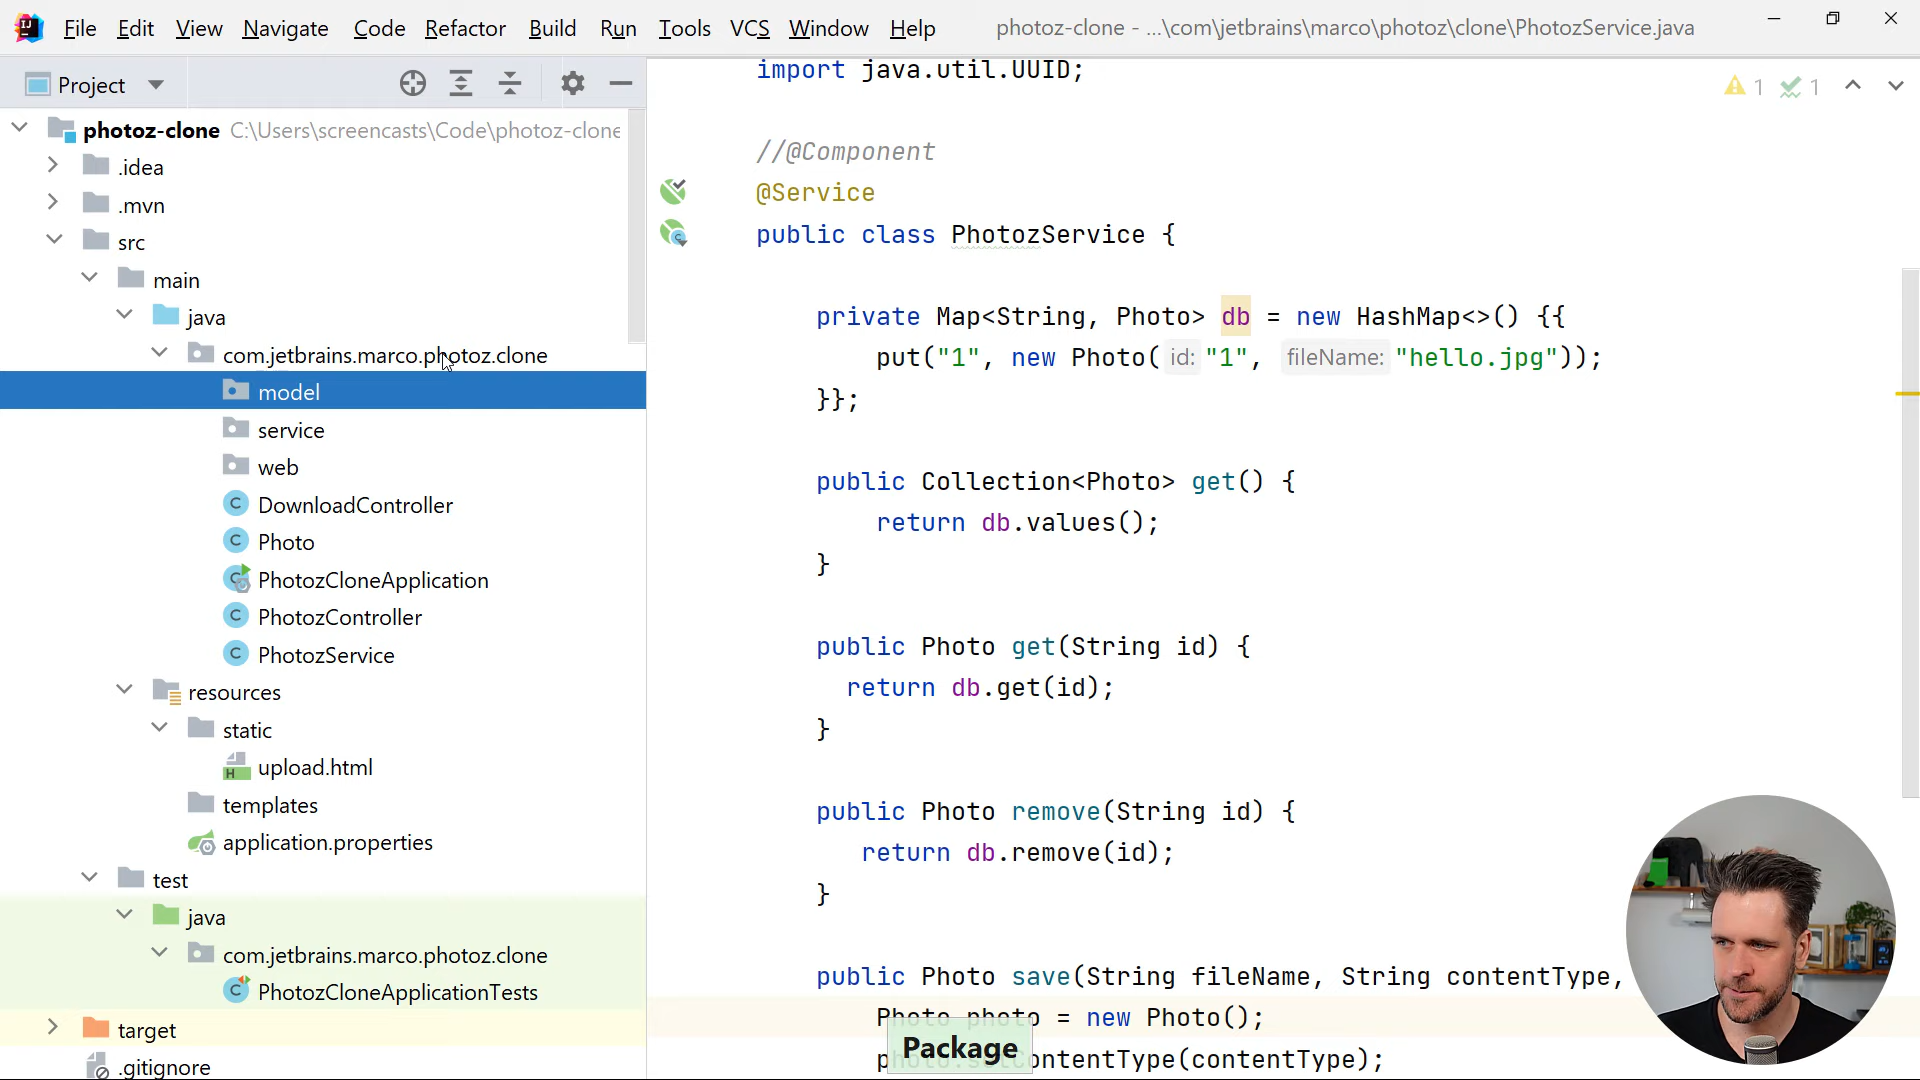 File Edit View Navigate Code Refactor Build Run Tools VCS Window Help photoz-clone - ...\com\jetbrains\marco\photoz\clone\PhotozService.java
Project
photoz-clone C:\Users\screencasts\Code\photoz-clone
.idea
.mvn
src
main
java
com.jetbrains.marco.photoz.clone
model
service
web
DownloadController
Photo
PhotozCloneApplication
PhotozController
PhotozService
resources
static
upload.html
templates
application.properties
test
java
com.jetbrains.marco.photoz.clone
PhotozCloneApplicationTests
target
.gitignore
1 1
import java.util.UUID;
//@Component
@Service
public class PhotozService {
private Map<String, Photo> db = new HashMap<>() {{
put("1", new Photo( id: "1", fileName: "hello.jpg"));
}};
public Collection<Photo> get() {
return db.values();
}
public Photo get(String id) {
return db.get(id);
}
public Photo remove(String id) {
return db.remove(id);
}
public Photo save(String fileName, String contentType,
Photo photo = new Photo();
photo.setContentType(contentType);
Package